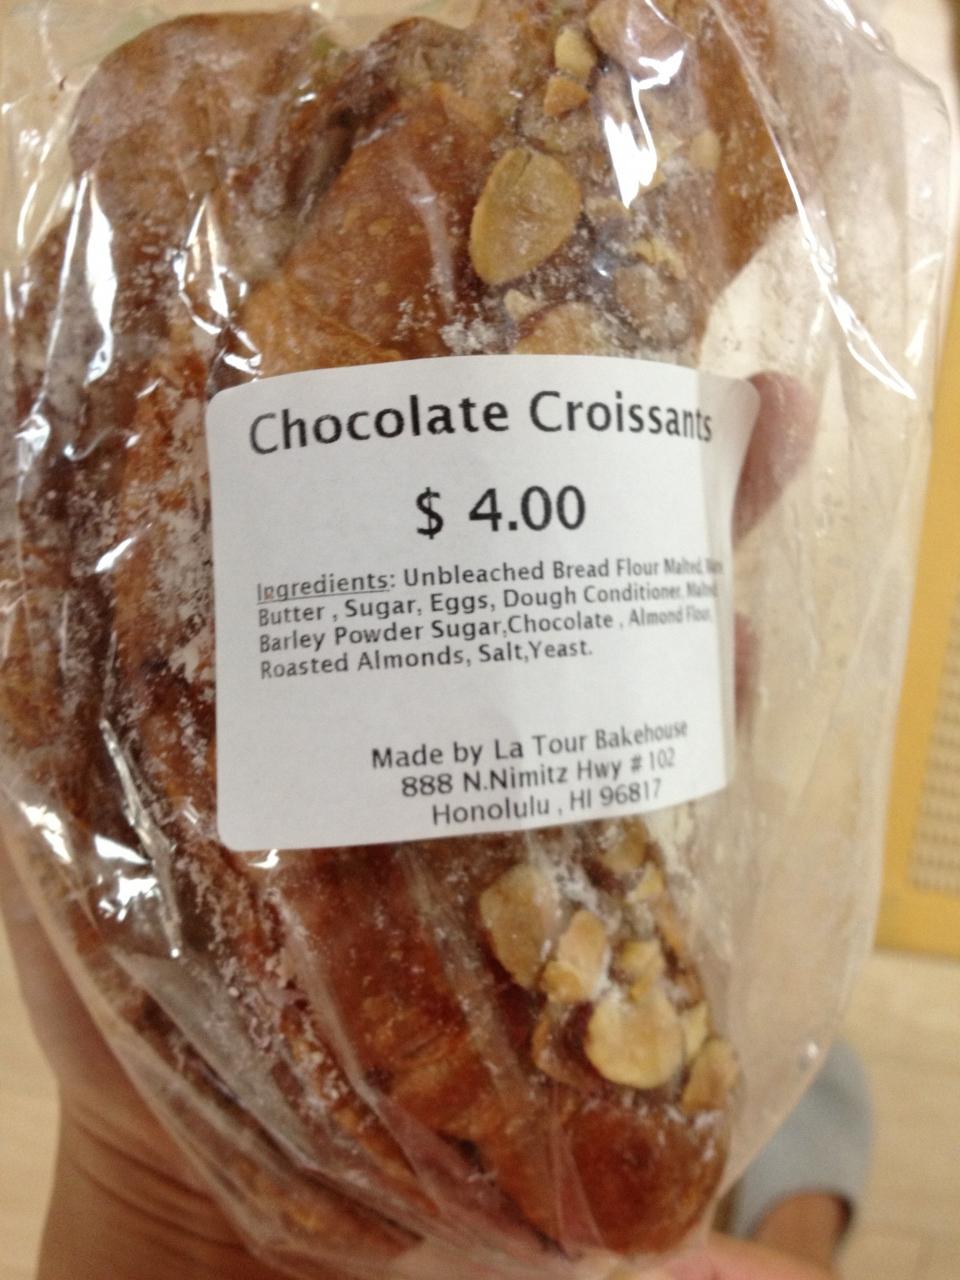 Chocolate Croissants
$ 4.00
Ingredients: Unbleached Bread Flour Malted,
Butter , Sugar, Eggs, Dough Conditioner, Malted
Barley Powder Sugar,Chocolate , Almond Flour,
Roasted Almonds, Salt,Yeast.
Made by La Tour Bakehouse
888 N.Nimitz Hwy # 102
Honolulu , HI 96817